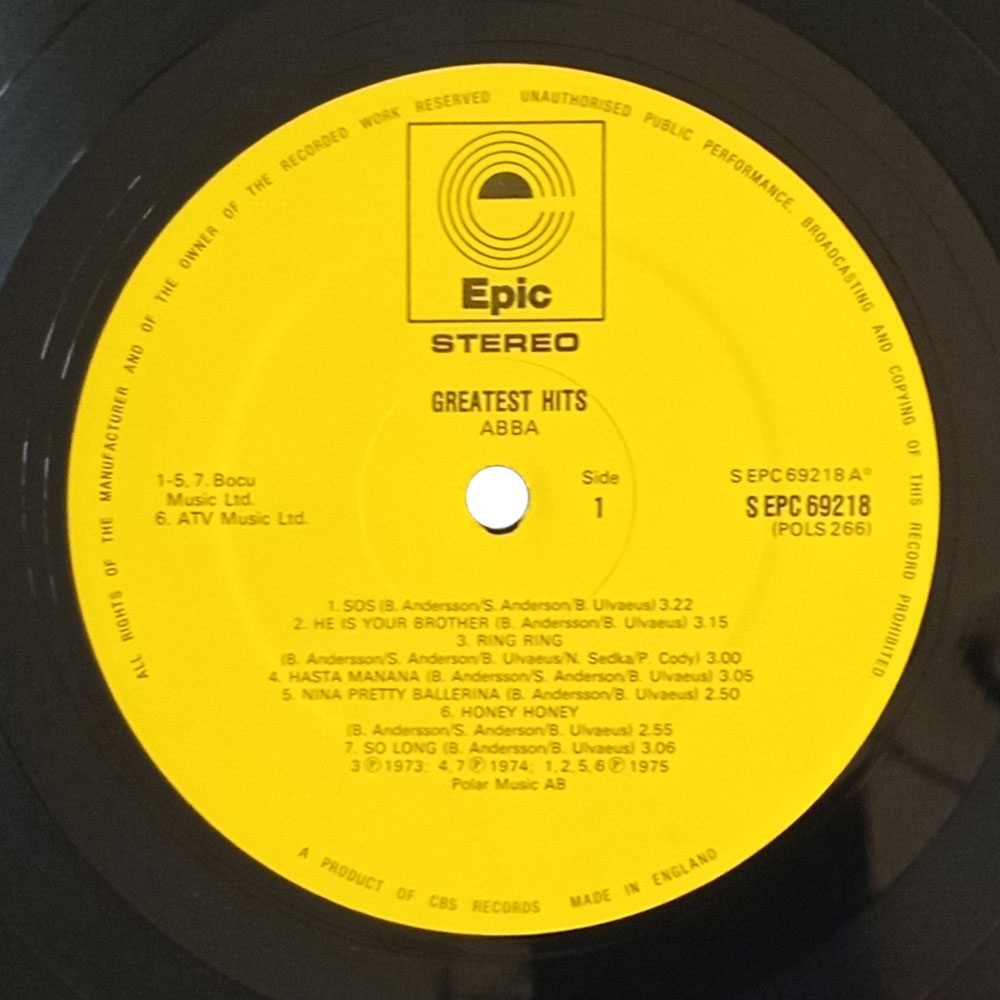 ALL RIGHTS OF THE MANUFACTURER AND OF THE OWNER OF THE RECORDED WORK RESERVED
UNAUTHORISED PUBLIC PERFORMANCE, BROADCASTING AND COPYING OF THIS RECORD PROHIBITED.
Epic
STEREO
GREATEST HITS
ABBA
1-5, 7. Bocu
Music Ltd.
6. ATV Music Ltd.
Side
1
S EPC 69218 A°
S EPC 69218
(POLS 266)
1. SOS (B. Andersson/S. Anderson/B. Ulvaeus) 3.22
2. HE IS YOUR BROTHER (B. Andersson/B. Ulvaeus) 3.15
3. RING RING
(B. Andersson/S. Anderson/B. Ulvaeus/N. Sedka/P. Cody) 3.00
4. HASTA MANANA (B. Andersson/S. Anderson/B. Ulvaeus) 3.05
5. NINA PRETTY BALLERINA (B. Andersson/B. Ulvaeus) 2.50
6. HONEY HONEY
(B. Andersson/S. Anderson/B. Ulvaeus) 2.55
7. SO LONG (B. Andersson/B. Ulvaeus) 3.06
3 ℗ 1973: 4, 7 ℗ 1974; 1, 2, 5, 6 ℗ 1975
Polar Music AB
A PRODUCT OF CBS RECORDS MADE IN ENGLAND